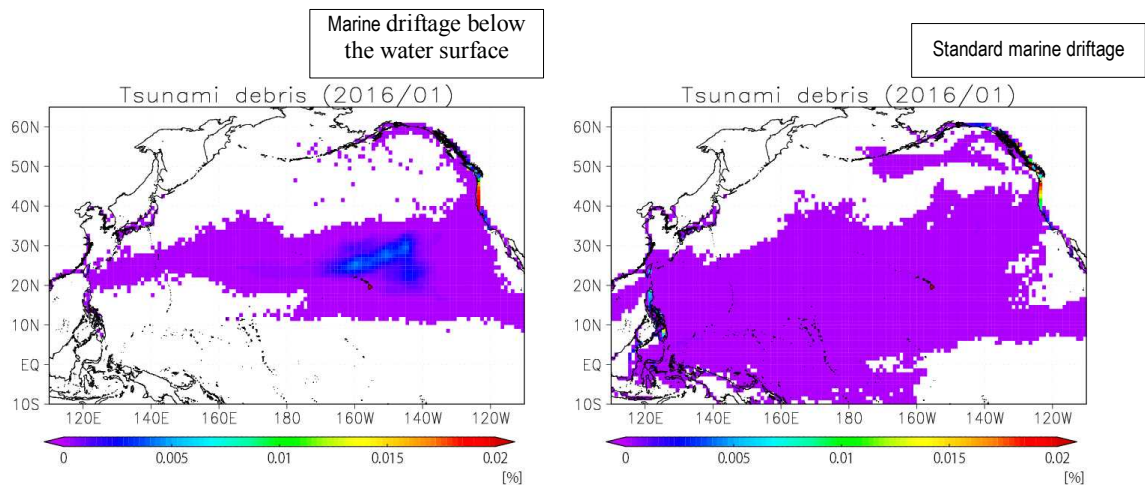 Marine driftage below
the water surface
Tsunami debris (2016/01)
60N
50N
40N
30N
20N
10N
EQ
10S
120E 140E 160E 180 160W 140W 120W
0 0.005 0.01 0.015 0.02
[%]
Standard marine driftage
Tsunami debris (2016/01)
60N
50N
40N
30N
20N
10N
EQ
10S
120E 140E 160E 180 160W 140W 120W
0 0.005 0.01 0.015 0.02
[%]